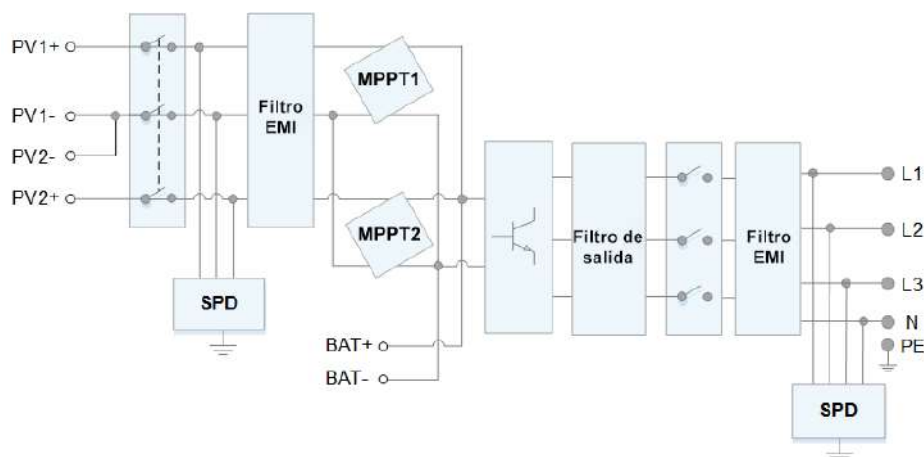 PV1+
PV1-
PV2-
PV2+
Filtro
EMI
MPPT1
MPPT2
SPD
BAT+
BAT-
Filtro de
salida
Filtro
EMI
L1
L2
L3
N
PE
SPD